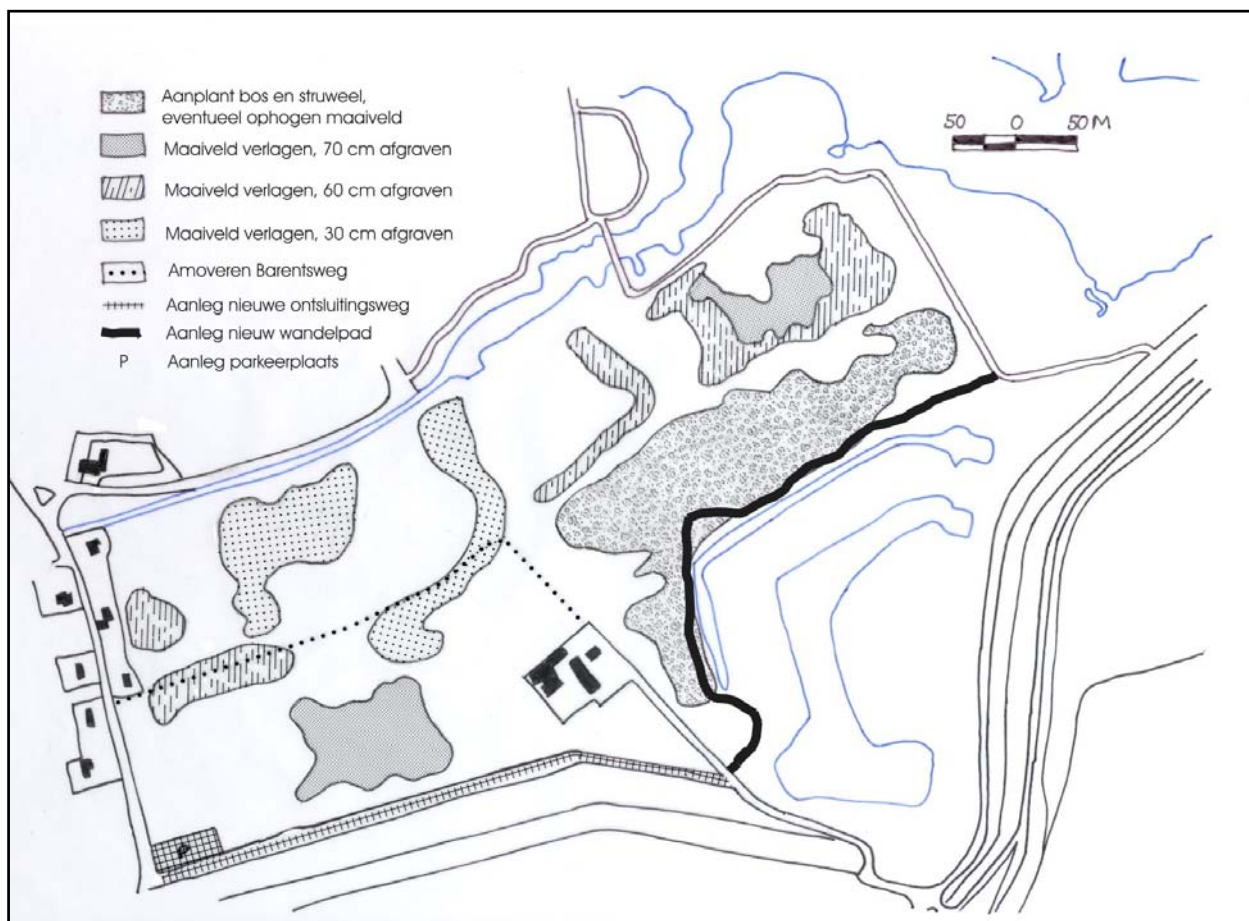 Aanplant bos en struweel,
eventueel ophogen maaiveld
Maaiveld verlagen, 70 cm afgraven
Maaiveld verlagen, 60 cm afgraven
Maaiveld verlagen, 30 cm afgraven
Amoveren Barentsweg
Aanleg nieuwe ontsluitingsweg
Aanleg nieuw wandelpad
P Aanleg parkeerplaats
50 0 50 M
P